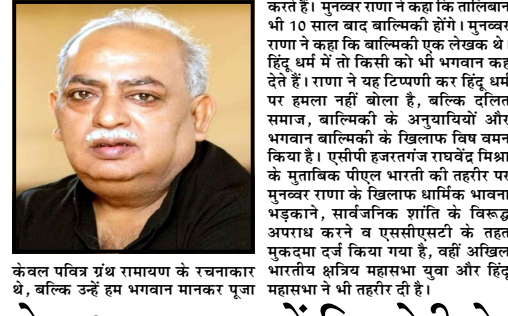 केवल पवित्र ग्रंथ रामायण के रचनाकार
थे, बल्कि उन्हें हम भगवान मानकर पूजा
करते हैं। मुनव्वर राणा ने कहा कि तालिबान
भी 10 साल बाद बाल्मिकी होंगे। मुनव्वर
राणा ने कहा कि बाल्मिकी एक लेखक थे।
हिंदू धर्म में तो किसी को भी भगवान कह
देते हैं। राणा ने यह टिप्पणी कर हिंदू धर्म
पर हमला नहीं बोला है, बल्कि दलित
समाज, बाल्मिकी के अनुयायियों और
भगवान बाल्मिकी के खिलाफ विष वमन
किया है। एसीपी हजरतगंज राघवेंद्र मिश्रा
के मुताबिक पीएल भारती की तहरीर पर
मुनव्वर राणा के खिलाफ धार्मिक भावना
भड़काने, सार्वजनिक शांति के विरूद्ध
अपराध करने व एससीएसटी के तहत
मुकदमा दर्ज किया गया है, वहीं अखिल
भारतीय क्षत्रिय महासभा युवा और हिंदू
महासभा ने भी तहरीर दी है।